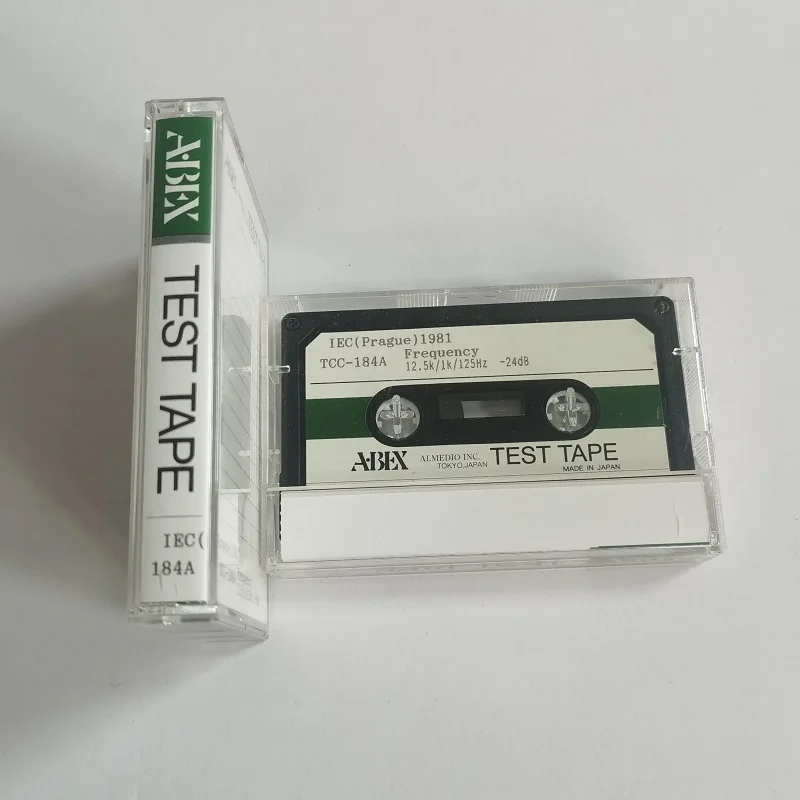 A·BEX
TEST TAPE
IEC(
184A
IEC(Prague)1981
TCC-184A Frequency
12.5k/1k/125Hz -24dB
A·BEX ALMEDIO INC. TEST TAPE
TOKYO,JAPAN MADE IN JAPAN